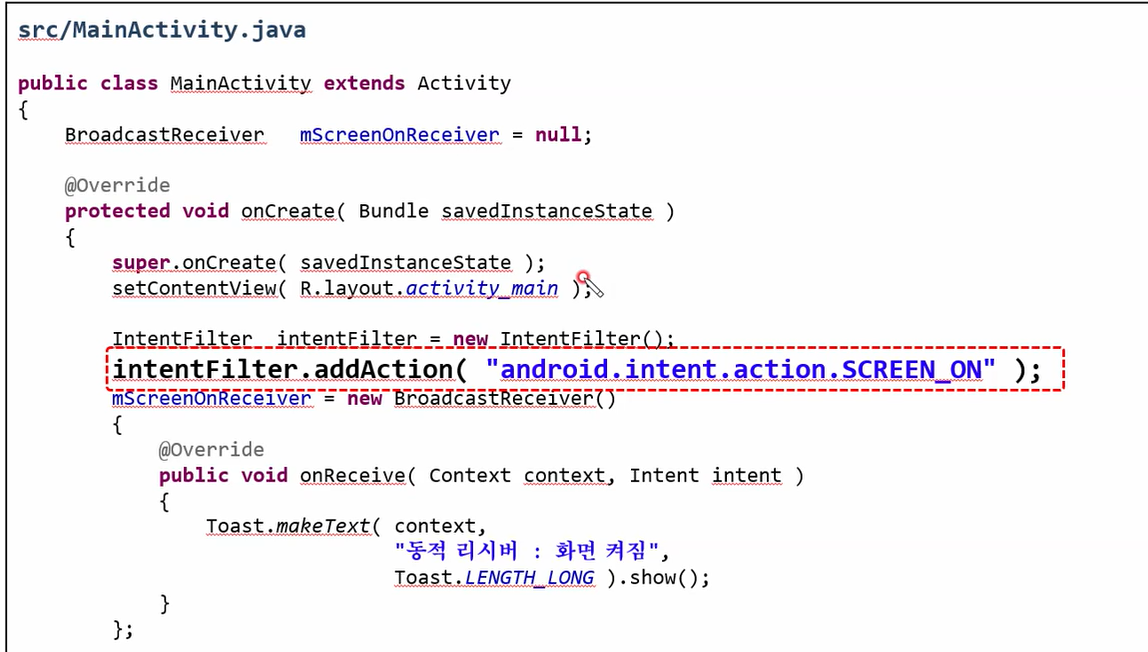 src/MainActivity.java
public class MainActivity extends Activity
{
BroadcastReceiver mScreenOnReceiver = null;
@Override
protected void onCreate( Bundle savedInstanceState )
{
super.onCreate( savedInstanceState );
setContentView( R.layout.activity_main );
IntentFilter intentFilter = new IntentFilter();
intentFilter.addAction( "android.intent.action.SCREEN_ON" );
mScreenOnReceiver = new BroadcastReceiver()
{
@Override
public void onReceive( Context context, Intent intent )
{
Toast.makeText( context,
"동적 리시버 : 화면 켜짐",
Toast.LENGTH_LONG ).show();
}
};